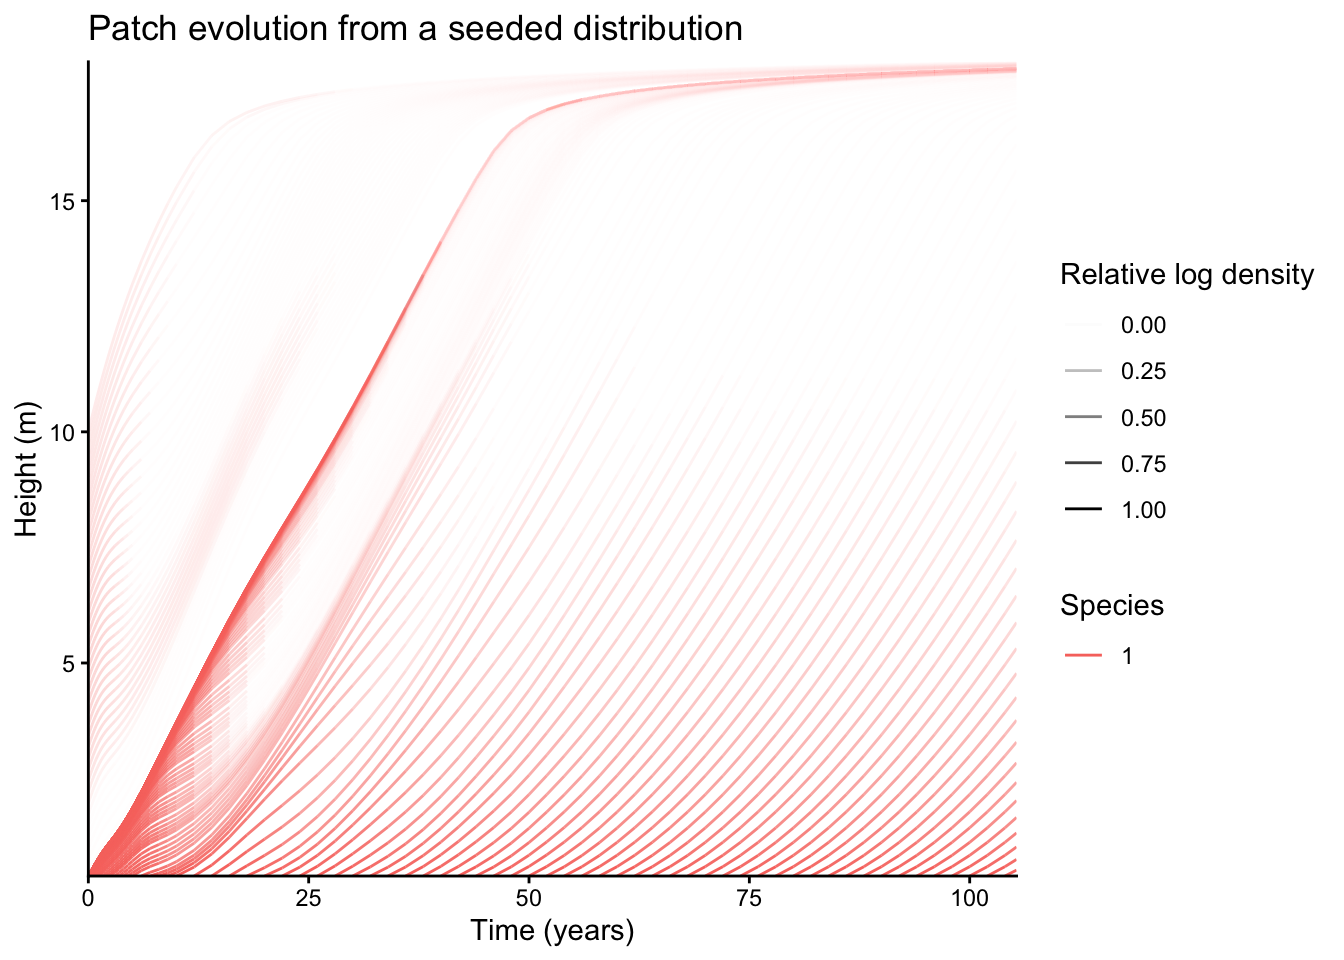 Patch evolution from a seeded distribution
Height (m)
15
10
5
0
25
50
75
100
Time (years)
Relative log density
0.00
0.25
0.50
0.75
1.00
Species
1